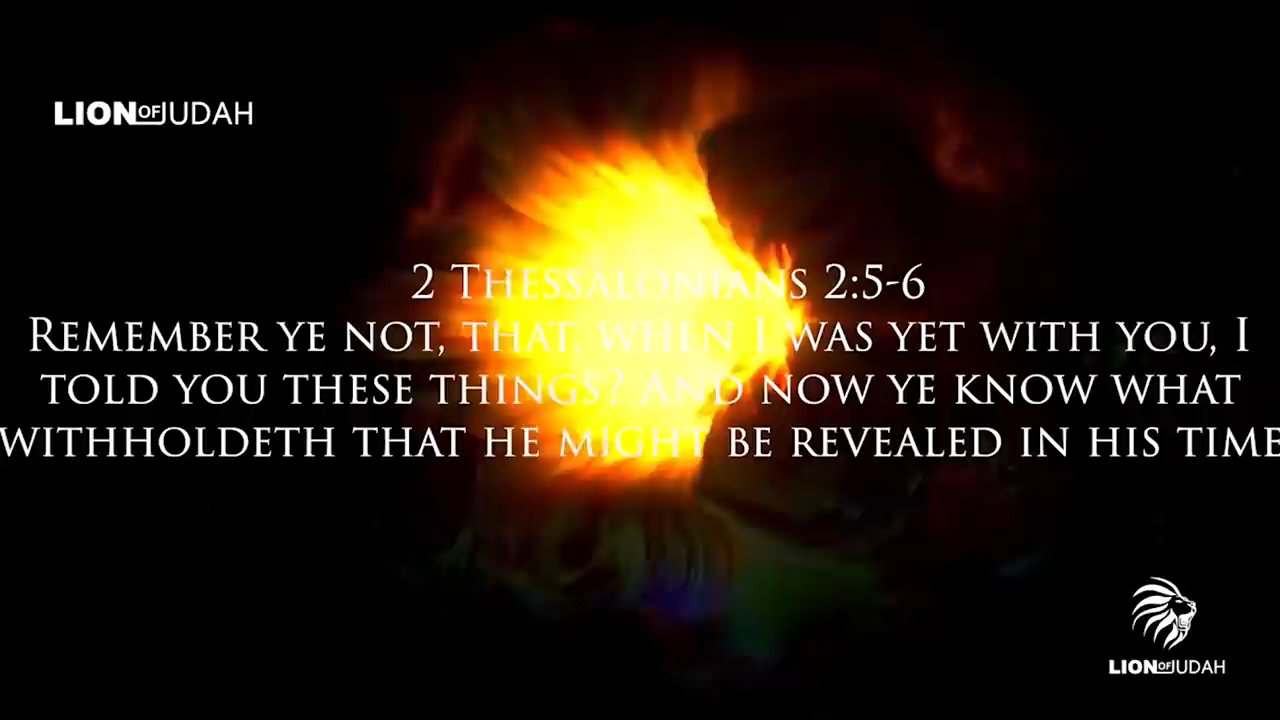 LION OF JUDAH
2 Thessalonians 2:5-6
Remember ye not, that, when I was yet with you, I
told you these things? And now ye know what
withholdeth that he might be revealed in his time
LION OF JUDAH